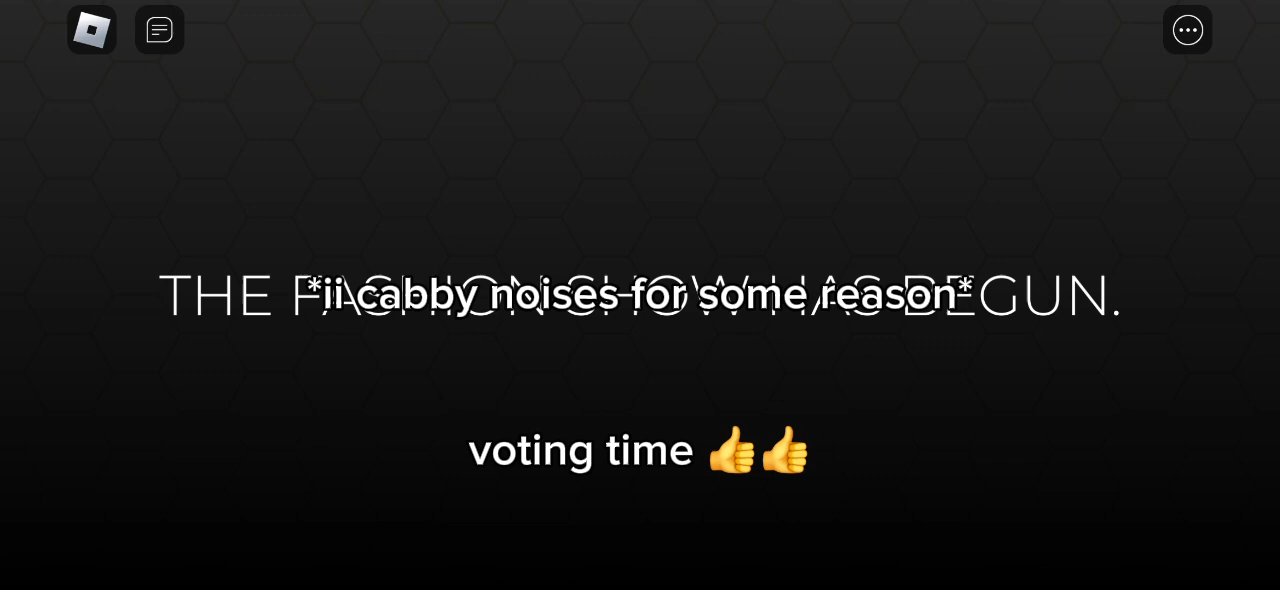 THE FASHION SHOW HAS BEGUN.
*ii cabby noises for some reason*
voting time 👍👍